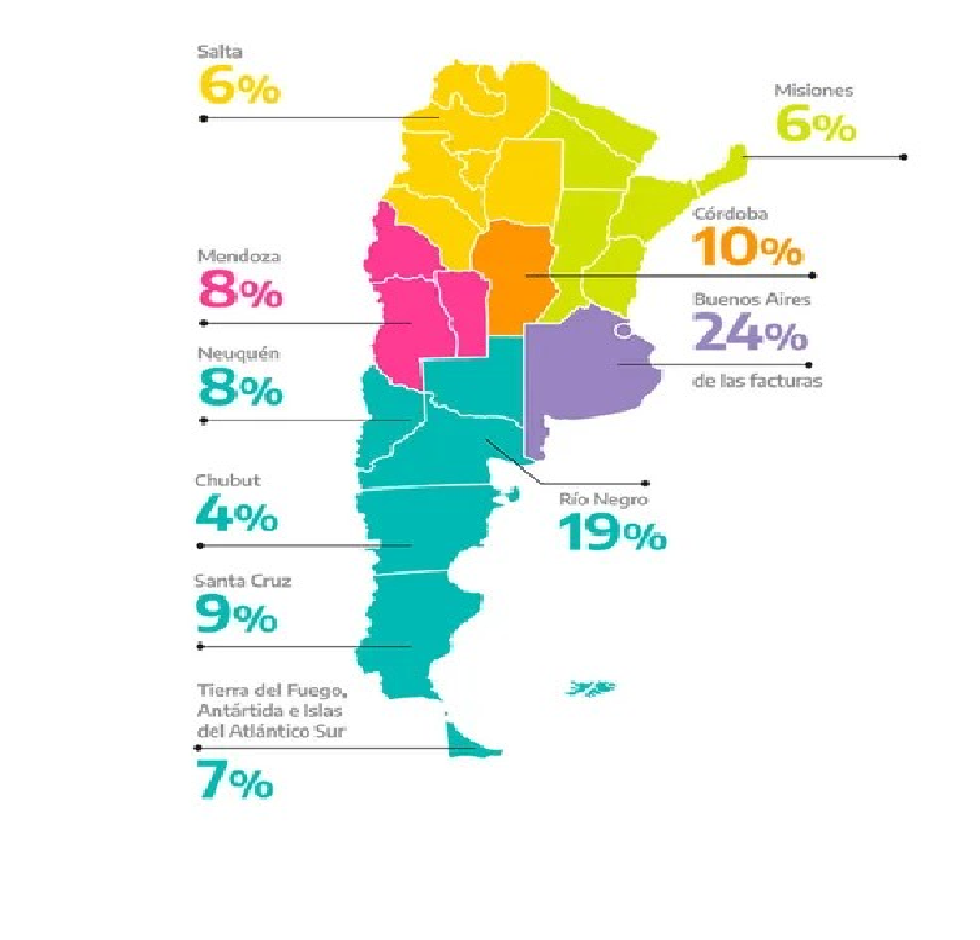 Salta
6%
Misiones
6%
Córdoba
10%
Mendoza
8%
Buenos Aires
24%
de las facturas
Neuquén
8%
Chubut
4%
Río Negro
19%
Santa Cruz
9%
Tierra del Fuego,
Antártida e Islas
del Atlántico Sur
7%